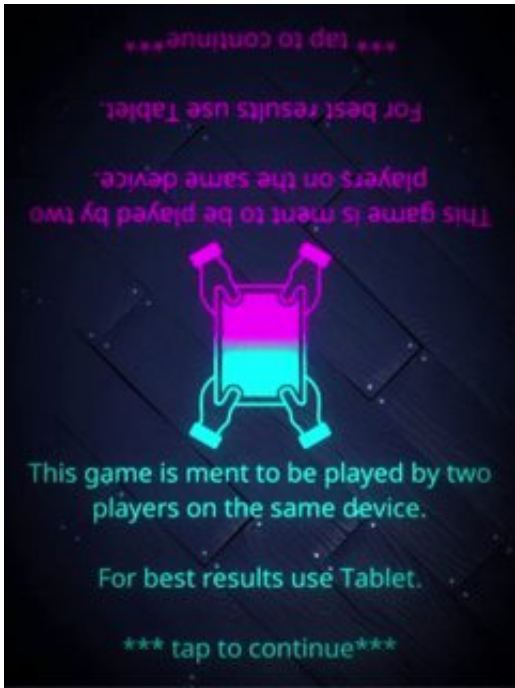 *** tap to continue***
For best results use Tablet.
players on the same device.
This game is ment to be played by two
This game is ment to be played by two
players on the same device.
For best results use Tablet.
*** tap to continue***